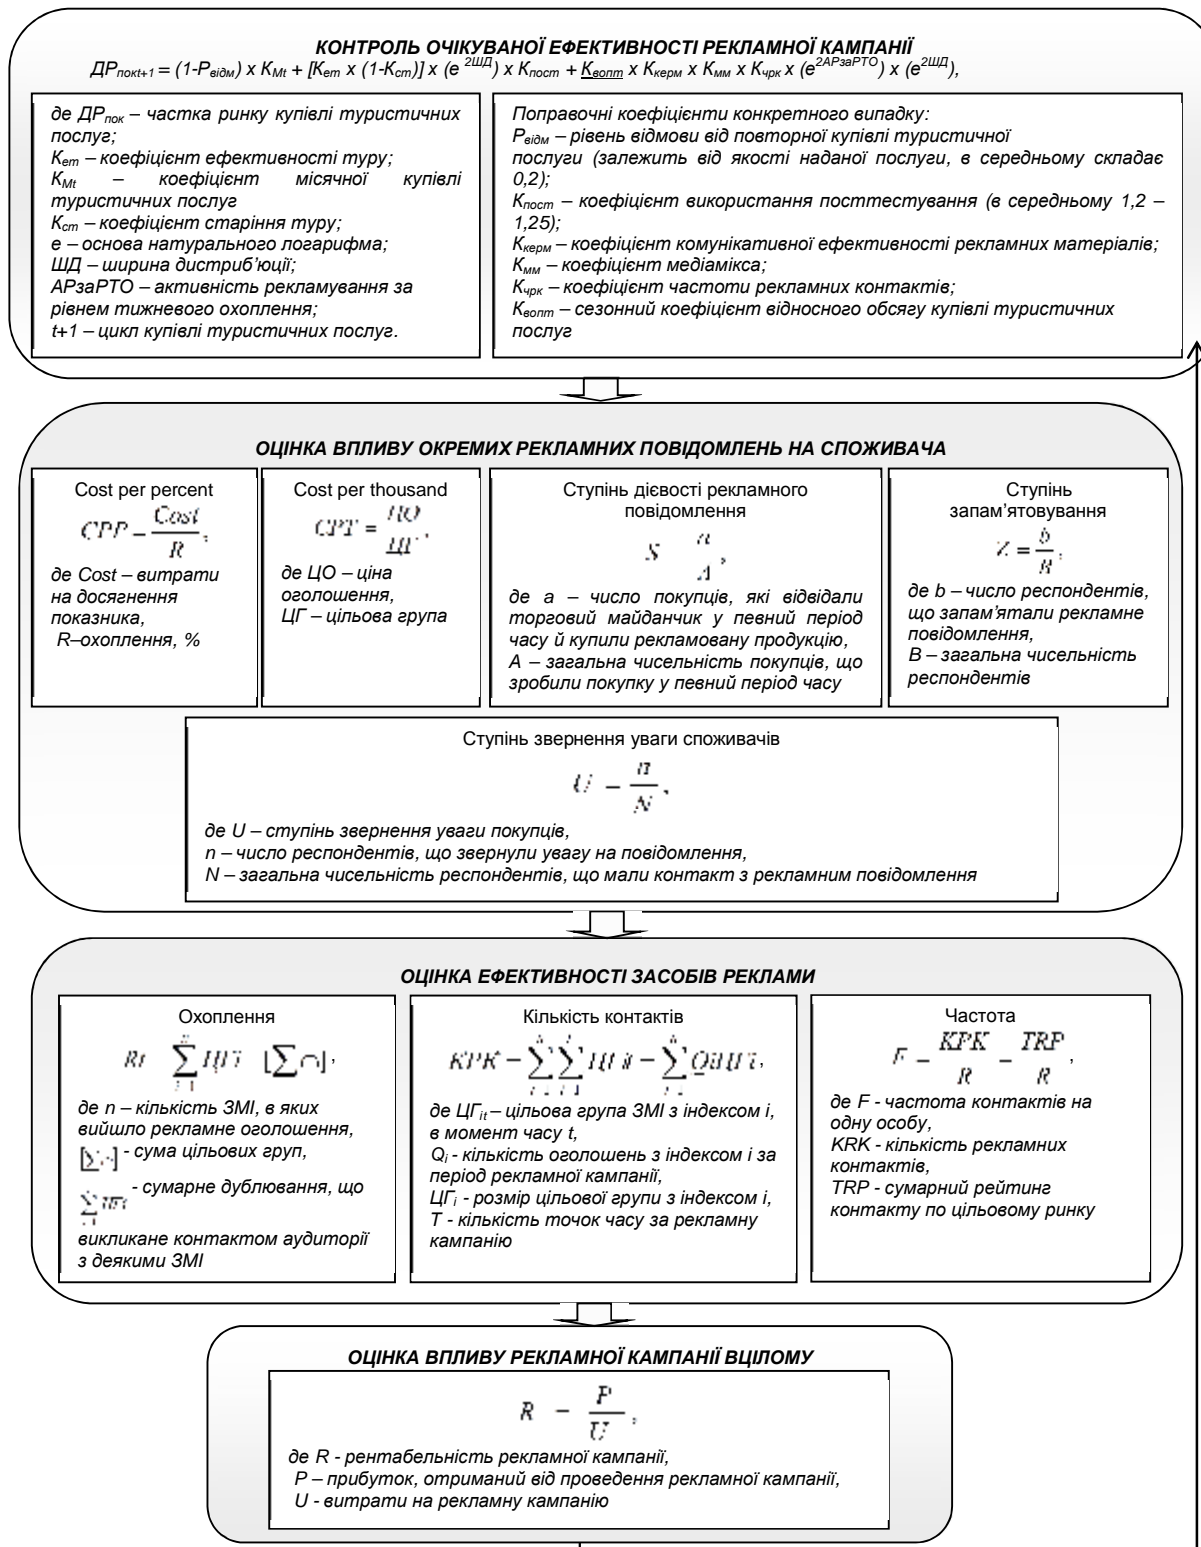 КОНТРОЛЬ ОЧІКУВАНОЇ ЕФЕКТИВНОСТІ РЕКЛАМНОЇ КАМПАНІЇ
ДРпокt+1 = (1-Рвідм) х КМt + [Кет х (1-Кст)] х (е 2ШД) х Кпост + Квопт х Ккерм х Кмм х Кчрк х (е2АРзаРТО) х (е2ШД),
де ДРпок – частка ринку купівлі туристичних
послуг;
Кет – коефіцієнт ефективності туру;
КМt – коефіцієнт місячної купівлі
туристичних послуг
Кст – коефіцієнт старіння туру;
е – основа натурального логарифма;
ШД – ширина дистриб'юції;
АРзаРТО – активність рекламування за
рівнем тижневого охоплення;
t+1 – цикл купівлі туристичних послуг.
Поправочні коефіцієнти конкретного випадку:
Рвідм – рівень відмови від повторної купівлі туристичної
послуги (залежить від якості наданої послуги, в середньому складає
0,2);
Кпост – коефіцієнт використання посттестування (в середньому 1,2 –
1,25);
Ккерм – коефіцієнт комунікативної ефективності рекламних матеріалів;
Кмм – коефіцієнт медіамікса;
Кчрк – коефіцієнт частоти рекламних контактів;
Квопт – сезонний коефіцієнт відносного обсягу купівлі туристичних
послуг
ОЦІНКА ВПЛИВУ ОКРЕМИХ РЕКЛАМНИХ ПОВІДОМЛЕНЬ НА СПОЖИВАЧА
Cost per percent
CPP = Cost / R,
де Cost – витрати
на досягнення
показника,
R–охоплення, %
Cost per thousand
CPT = ЦО / ЦГ,
де ЦО – ціна
оголошення,
ЦГ – цільова група
Ступінь дієвості рекламного
повідомлення
S a / A,
де а – число покупців, які відвідали
торговий майданчик у певний період
часу й купили рекламовану продукцію,
А – загальна чисельність покупців, що
зробили покупку у певний період часу
Ступінь
запам'ятовування
Z = b / B,
де b – число респондентів,
що запам'ятали рекламне
повідомлення,
В – загальна чисельність
респондентів
Ступінь звернення уваги споживачів
U = n / N,
де U – ступінь звернення уваги покупців,
n – число респондентів, що звернули увагу на повідомлення,
N – загальна чисельність респондентів, що мали контакт з рекламним повідомлення
ОЦІНКА ЕФЕКТИВНОСТІ ЗАСОБІВ РЕКЛАМИ
Охоплення
де n – кількість ЗМІ, в яких
вийшло рекламне оголошення,
[∑∩] - сума цільових груп,
- сумарне дублювання, що
викликане контактом аудиторії
з деякими ЗМІ
Кількість контактів
де ЦГit – цільова група ЗМІ з індексом і,
в момент часу t,
Qi - кількість оголошень з індексом і за
період рекламної кампанії,
ЦГi - розмір цільової групи з індексом і,
Т - кількість точок часу за рекламну
кампанію
Частота
F = KPK / R = TRP / R,
де F - частота контактів на
одну особу,
KRK - кількість рекламних
контактів,
TRP - сумарний рейтинг
контакту по цільовому ринку
ОЦІНКА ВПЛИВУ РЕКЛАМНОЇ КАМПАНІЇ ВЦІЛОМУ
R = P / U,
де R - рентабельність рекламної кампанії,
P – прибуток, отриманий від проведення рекламної кампанії,
U - витрати на рекламну кампанію